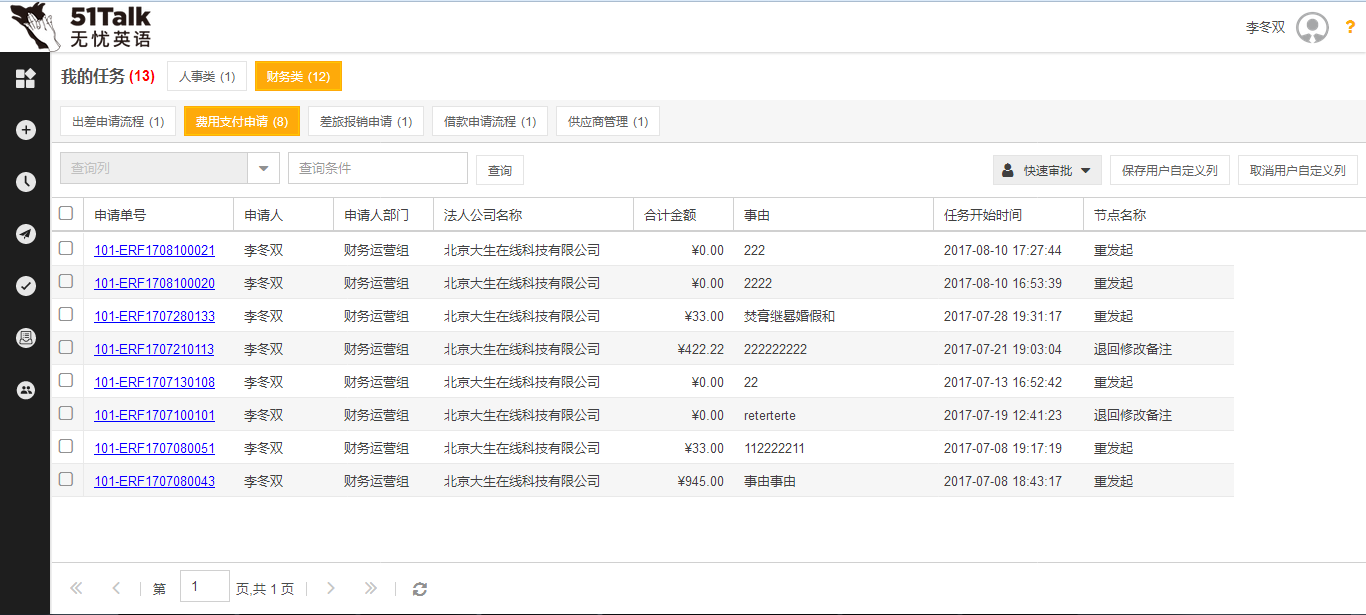 51Talk
无忧英语
李冬双 ?
我的任务 (13) 人事类 (1) 财务类 (12)
出差申请流程 (1) 费用支付申请 (8) 差旅报销申请 (1) 借款申请流程 (1) 供应商管理 (1)
查询列 查询条件 查询 快速审批 保存用户自定义列 取消用户自定义列
申请单号 申请人 申请人部门 法人公司名称 合计金额 事由 任务开始时间 节点名称
101-ERF1708100021 李冬双 财务运营组 北京大生在线科技有限公司 ¥0.00 222 2017-08-10 17:27:44 重发起
101-ERF1708100020 李冬双 财务运营组 北京大生在线科技有限公司 ¥0.00 2222 2017-08-10 16:53:39 重发起
101-ERF1707280133 李冬双 财务运营组 北京大生在线科技有限公司 ¥33.00 焚膏继晷婚假和 2017-07-28 19:31:17 重发起
101-ERF1707210113 李冬双 财务运营组 北京大生在线科技有限公司 ¥422.22 222222222 2017-07-21 19:03:04 退回修改备注
101-ERF1707130108 李冬双 财务运营组 北京大生在线科技有限公司 ¥0.00 22 2017-07-13 16:52:42 重发起
101-ERF1707100101 李冬双 财务运营组 北京大生在线科技有限公司 ¥0.00 reterterte 2017-07-19 12:41:23 退回修改备注
101-ERF1707080051 李冬双 财务运营组 北京大生在线科技有限公司 ¥33.00 112222211 2017-07-08 19:17:19 重发起
101-ERF1707080043 李冬双 财务运营组 北京大生在线科技有限公司 ¥945.00 事由事由 2017-07-08 18:43:17 重发起
第 1 页,共 1 页